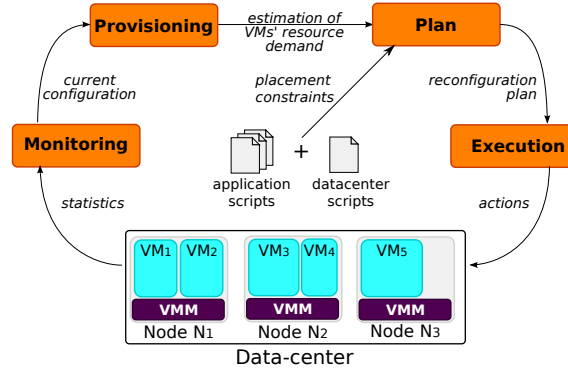 Provisioning
estimation of
VMs' resource
demand
Plan
current
configuration
placement
constraints
reconfiguration
plan
Monitoring
Execution
+
application
scripts
datacenter
scripts
statistics
actions
VM1 VM2 VM3 VM4 VM5
VMM VMM VMM
Node N1 Node N2 Node N3
Data-center